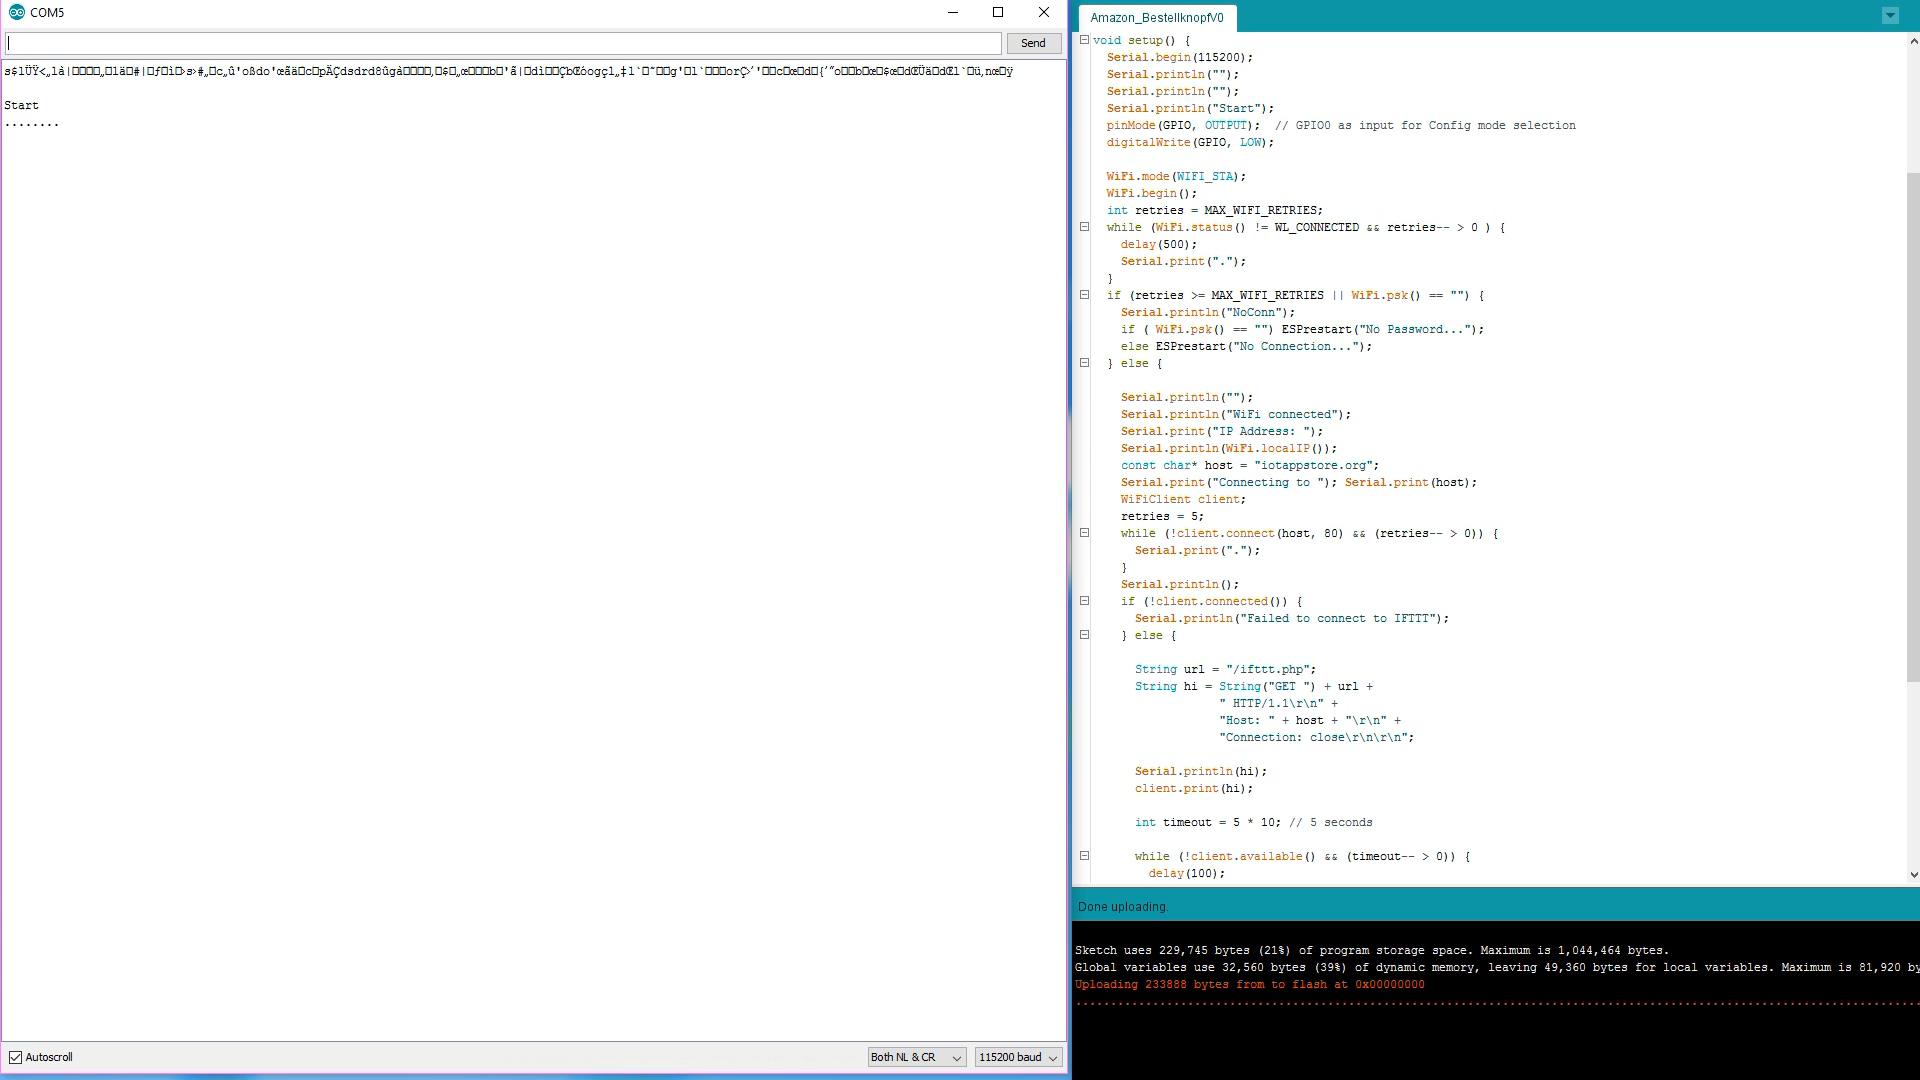 COM5
Send
Start
........
Autoscroll
Both NL & CR
115200 baud
Amazon_BestellknopfV0
void setup() {
Serial.begin(115200);
Serial.println("");
Serial.println("");
Serial.println("Start");
pinMode(GPIO, OUTPUT);  // GPIO0 as input for Config mode selection
digitalWrite(GPIO, LOW);
WiFi.mode(WIFI_STA);
WiFi.begin();
int retries = MAX_WIFI_RETRIES;
while (WiFi.status() != WL_CONNECTED && retries-- > 0 ) {
delay(500);
Serial.print(".");
}
if (retries >= MAX_WIFI_RETRIES || WiFi.psk() == "") {
Serial.println("NoConn");
if ( WiFi.psk() == "") ESPrestart("No Password...");
else ESPrestart("No Connection...");
} else {
Serial.println("");
Serial.println("WiFi connected");
Serial.print("IP Address: ");
Serial.println(WiFi.localIP());
const char* host = "iotappstore.org";
Serial.print("Connecting to "); Serial.print(host);
WiFiClient client;
retries = 5;
while (!client.connect(host, 80) && (retries-- > 0)) {
Serial.print(".");
}
Serial.println();
if (!client.connected()) {
Serial.println("Failed to connect to IFTTT");
} else {
String url = "/ifttt.php";
String hi = String("GET ") + url +
" HTTP/1.1\r\n" +
"Host: " + host + "\r\n" +
"Connection: close\r\n\r\n";
Serial.println(hi);
client.print(hi);
int timeout = 5 * 10; // 5 seconds
while (!client.available() && (timeout-- > 0)) {
delay(100);
Done uploading.
Sketch uses 229,745 bytes (21%) of program storage space. Maximum is 1,044,464 bytes.
Global variables use 32,560 bytes (39%) of dynamic memory, leaving 49,360 bytes for local variables. Maximum is 81,920 by
Uploading 233888 bytes from to flash at 0x00000000